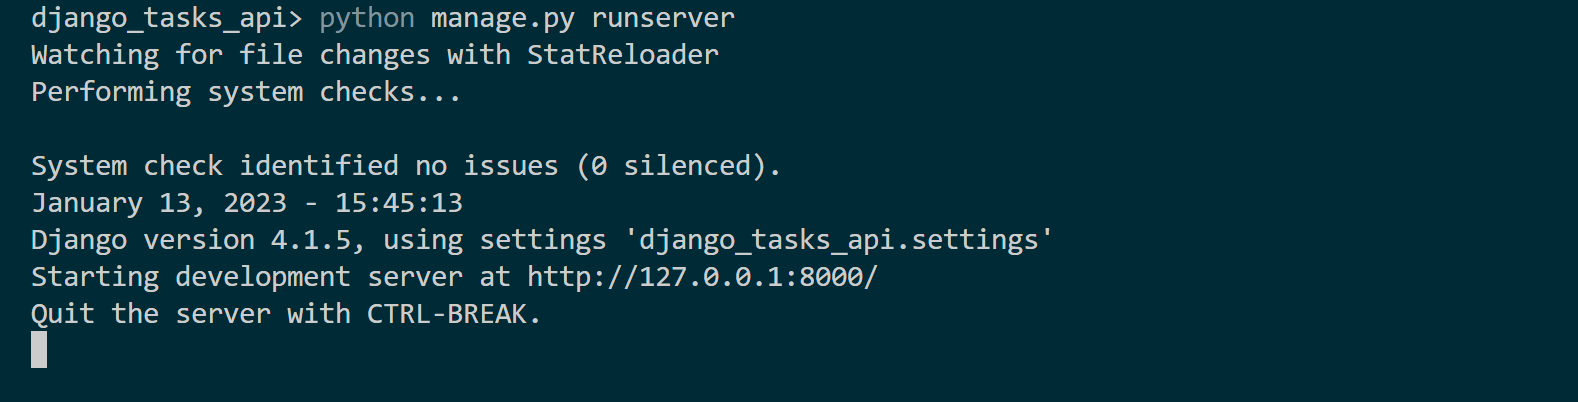 django_tasks_api> python manage.py runserver
Watching for file changes with StatReloader
Performing system checks...
System check identified no issues (0 silenced).
January 13, 2023 - 15:45:13
Django version 4.1.5, using settings 'django_tasks_api.settings'
Starting development server at http://127.0.0.1:8000/
Quit the server with CTRL-BREAK.